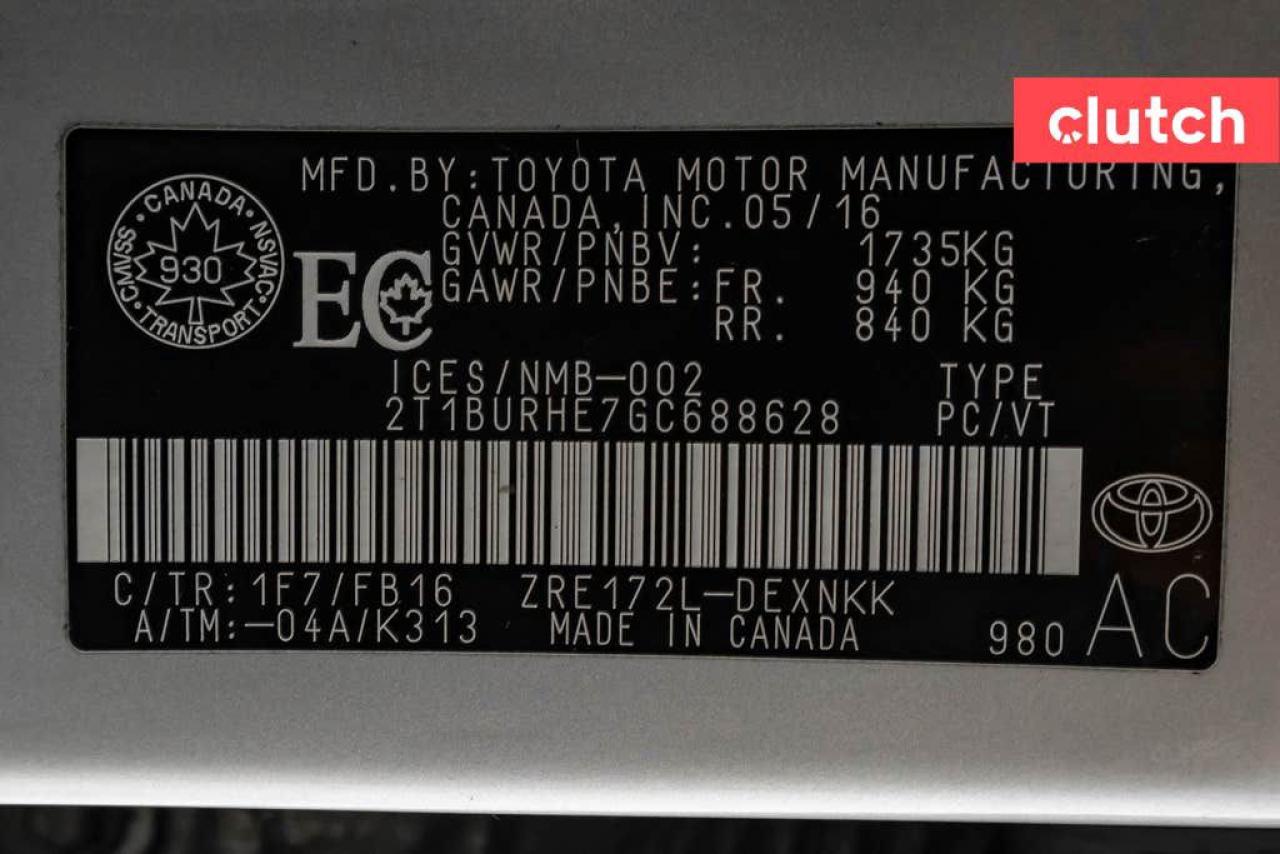 clutch
MFD.BY:TOYOTA MOTOR MANUFACTURING,
CANADA,INC.05/16
GVWR/PNBV: 1735KG
GAWR/PNBE:FR. 940 KG
RR. 840 KG
CANADA • NSVAC • TRANSPORT • CMVSS •
930
EC
ICES/NMB-002 TYPE
2T1BURHE7GC688628 PC/VT
C/TR:1F7/FB16 ZRE172L-DEXNKK
A/TM:-04A/K313 MADE IN CANADA 980 AC